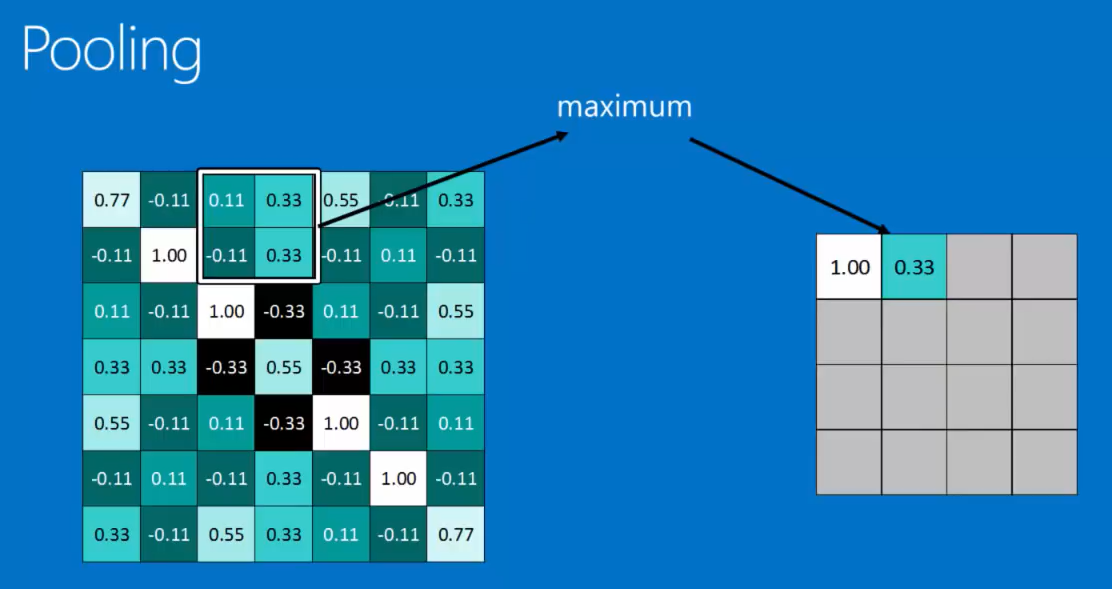 Pooling
maximum
0.77 -0.11 0.11 0.33 0.55 -0.11 0.33
-0.11 1.00 -0.11 0.33 -0.11 0.11 -0.11
0.11 -0.11 1.00 -0.33 0.11 -0.11 0.55
0.33 0.33 -0.33 0.55 -0.33 0.33 0.33
0.55 -0.11 0.11 -0.33 1.00 -0.11 0.11
-0.11 0.11 -0.11 0.33 -0.11 1.00 -0.11
0.33 -0.11 0.55 0.33 0.11 -0.11 0.77
1.00 0.33